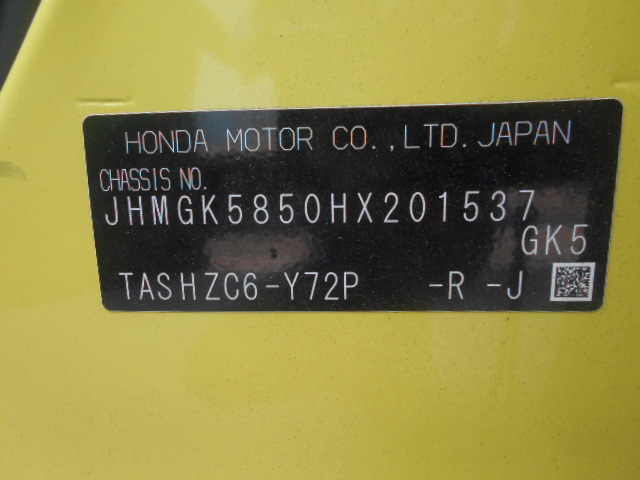 HONDA MOTOR CO.,LTD. JAPAN
CHASSIS NO.
JHMGK5850HX201537
GK5
TASHZC6-Y72P -R -J